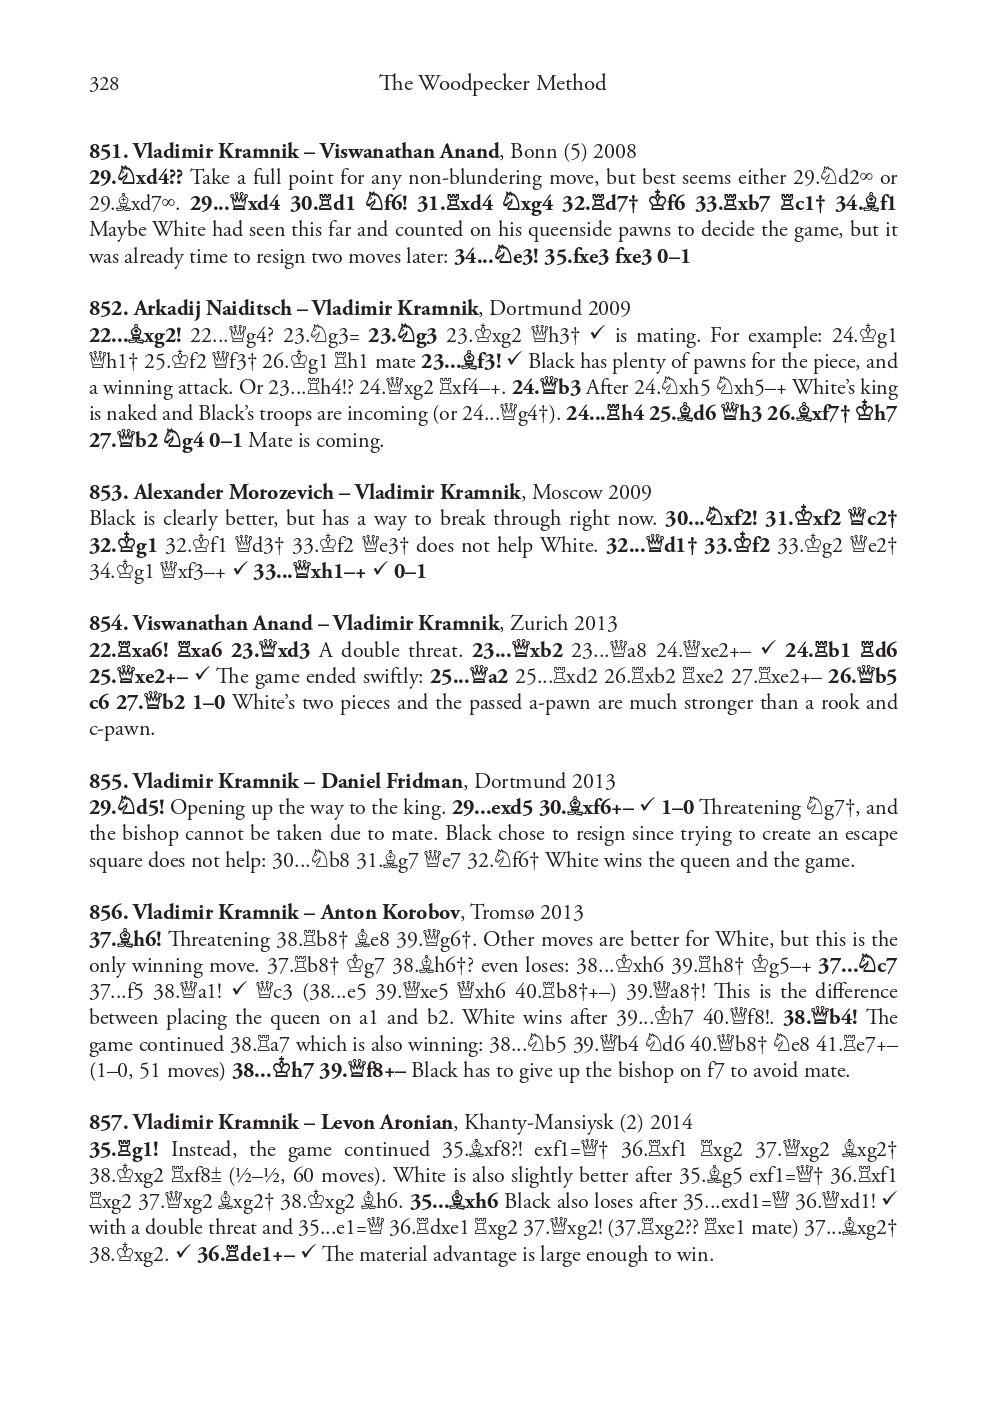 328 The Woodpecker Method
851. Vladimir Kramnik – Viswanathan Anand, Bonn (5) 2008
29.♘xd4?? Take a full point for any non-blundering move, but best seems either 29.♘d2∞ or
29.♗xd7∞. 29...♕xd4 30.♖d1 ♘f6! 31.♖xd4 ♘xg4 32.♖d7† ♔f6 33.♖xb7 ♖c1† 34.♗f1
Maybe White had seen this far and counted on his queenside pawns to decide the game, but it
was already time to resign two moves later: 34...♘e3! 35.fxe3 fxe3 0–1
852. Arkadij Naiditsch – Vladimir Kramnik, Dortmund 2009
22...♗xg2! 22...♕g4? 23.♘g3= 23.♘g3 23.♔xg2 ♕h3† ✓ is mating. For example: 24.♔g1
♕h1† 25.♔f2 ♕f3† 26.♔g1 ♖h1 mate 23...♗f3! ✓ Black has plenty of pawns for the piece, and
a winning attack. Or 23...♖h4!? 24.♕xg2 ♖xf4–+. 24.♕b3 After 24.♘xh5 ♘xh5–+ White's king
is naked and Black's troops are incoming (or 24...♕g4†). 24...♖h4 25.♗d6 ♕h3 26.♗xf7† ♔h7
27.♕b2 ♘g4 0–1 Mate is coming.
853. Alexander Morozevich – Vladimir Kramnik, Moscow 2009
Black is clearly better, but has a way to break through right now. 30...♘xf2! 31.♔xf2 ♕c2†
32.♔g1 32.♔f1 ♕d3† 33.♔f2 ♕e3† does not help White. 32...♕d1† 33.♔f2 33.♔g2 ♕e2†
34.♔g1 ♕xf3–+ ✓ 33...♕xh1–+ ✓ 0–1
854. Viswanathan Anand – Vladimir Kramnik, Zurich 2013
22.♖xa6! ♖xa6 23.♕xd3 A double threat. 23...♕xb2 23...♕a8 24.♕xe2+– ✓ 24.♖b1 ♖d6
25.♕xe2+– ✓ The game ended swiftly: 25...♕a2 25...♖xd2 26.♖xb2 ♖xe2 27.♖xe2+– 26.♕b5
c6 27.♕b2 1–0 White's two pieces and the passed a-pawn are much stronger than a rook and
c-pawn.
855. Vladimir Kramnik – Daniel Fridman, Dortmund 2013
29.♘d5! Opening up the way to the king. 29...exd5 30.♗xf6+– ✓ 1–0 Threatening ♘g7†, and
the bishop cannot be taken due to mate. Black chose to resign since trying to create an escape
square does not help: 30...♘b8 31.♗g7 ♕e7 32.♘f6† White wins the queen and the game.
856. Vladimir Kramnik – Anton Korobov, Tromsø 2013
37.♗h6! Threatening 38.♖b8† ♗e8 39.♕g6†. Other moves are better for White, but this is the
only winning move. 37.♖b8† ♔g7 38.♗h6†? even loses: 38...♔xh6 39.♖h8† ♔g5–+ 37...♘c7
37...f5 38.♕a1! ✓ ♕c3 (38...e5 39.♕xe5 ♕xh6 40.♖b8†+–) 39.♕a8†! This is the difference
between placing the queen on a1 and b2. White wins after 39...♔h7 40.♕f8!. 38.♕b4! The
game continued 38.♖a7 which is also winning: 38...♘b5 39.♕b4 ♘d6 40.♕b8† ♘e8 41.♖e7+–
(1–0, 51 moves) 38...♔h7 39.♕f8+– Black has to give up the bishop on f7 to avoid mate.
857. Vladimir Kramnik – Levon Aronian, Khanty-Mansiysk (2) 2014
35.♖g1! Instead, the game continued 35.♗xf8?! exf1=♕† 36.♖xf1 ♖xg2 37.♕xg2 ♗xg2†
38.♔xg2 ♖xf8± (½–½, 60 moves). White is also slightly better after 35.♗g5 exf1=♕† 36.♖xf1
♖xg2 37.♕xg2 ♗xg2† 38.♔xg2 ♗h6. 35...♗xh6 Black also loses after 35...exd1=♕ 36.♕xd1! ✓
with a double threat and 35...e1=♕ 36.♖dxe1 ♖xg2 37.♕xg2! (37.♖xg2?? ♖xe1 mate) 37...♗xg2†
38.♔xg2. ✓ 36.♖de1+– ✓ The material advantage is large enough to win.